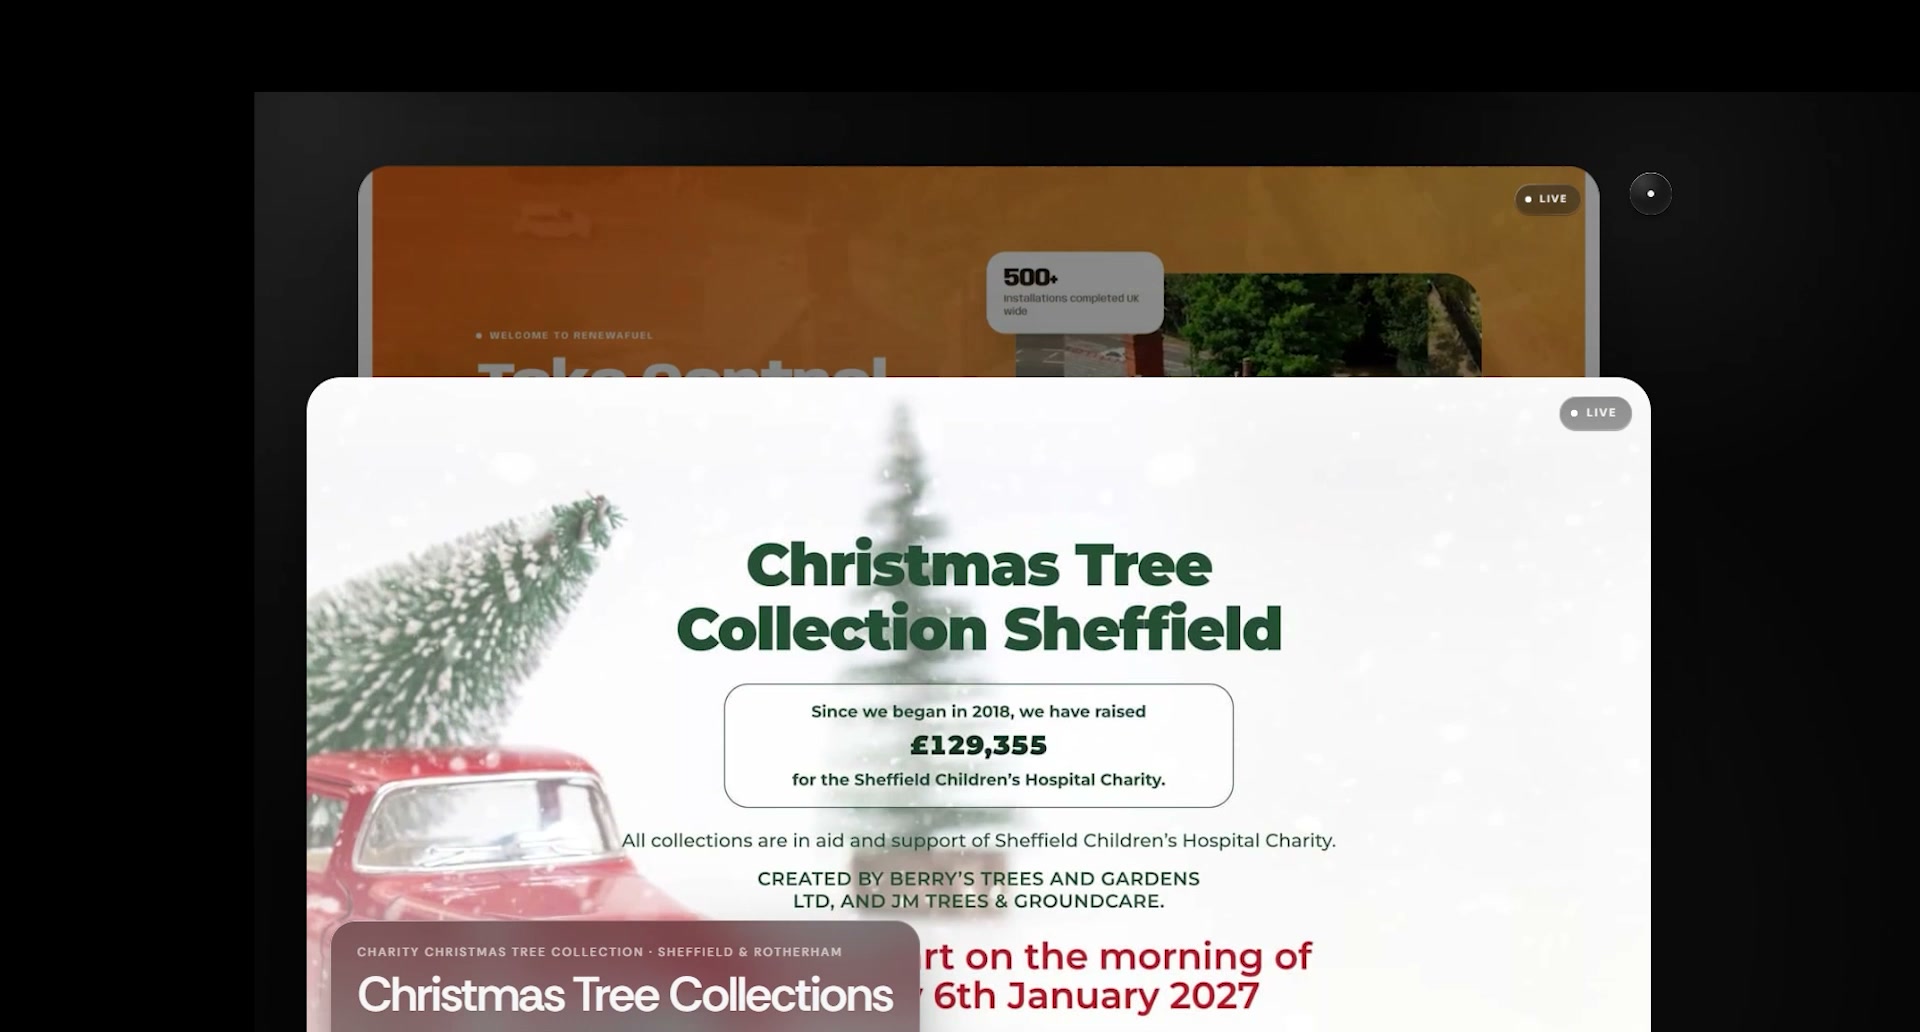 LIVE
500+
Installations completed UK
wide
WELCOME TO RENEWAFUEL
Take Control
LIVE
Christmas Tree
Collection Sheffield
Since we began in 2018, we have raised
£129,355
for the Sheffield Children's Hospital Charity.
All collections are in aid and support of Sheffield Children's Hospital Charity.
CREATED BY BERRY'S TREES AND GARDENS
LTD, AND JM TREES & GROUNDCARE.
on the morning of
6th January 2027
CHARITY CHRISTMAS TREE COLLECTION · SHEFFIELD & ROTHERHAM
Christmas Tree Collections